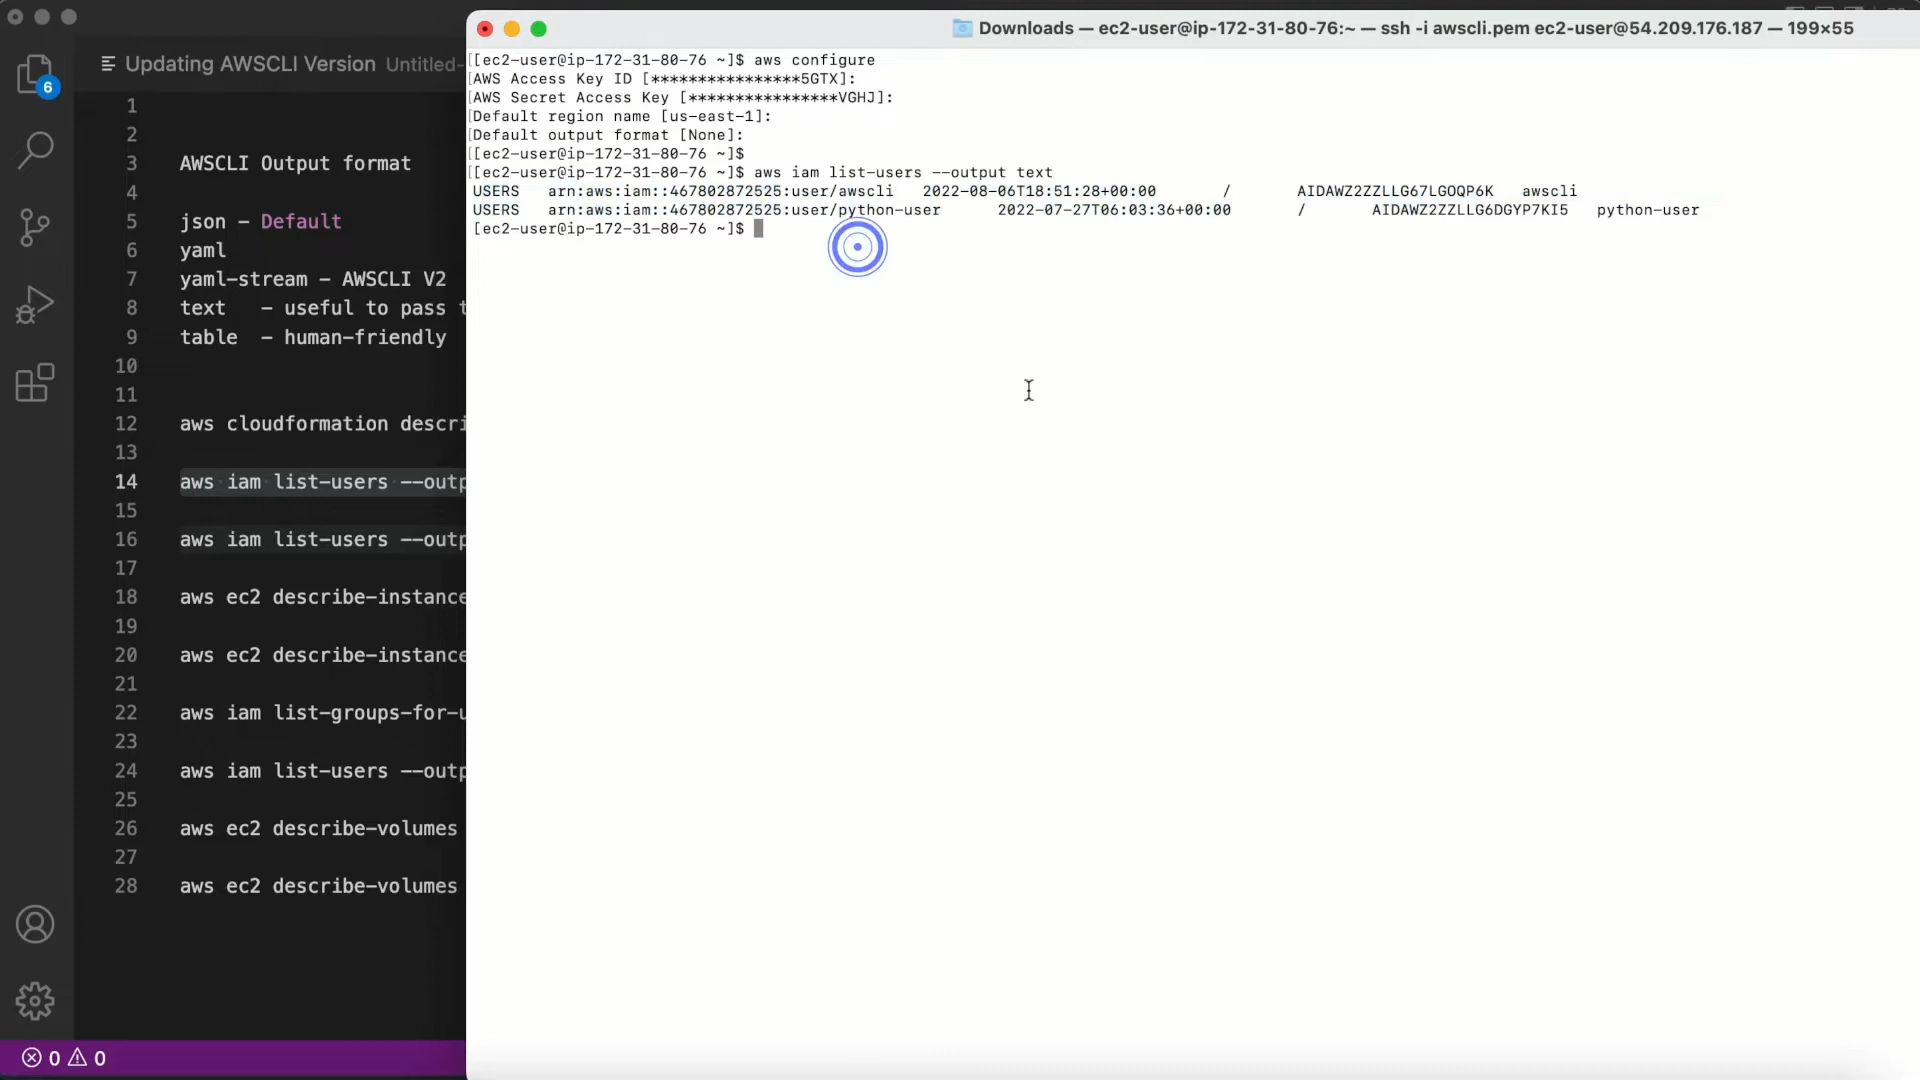 Updating AWSCLI Version Untitled-
6
1
2
3 AWSCLI Output format
4
5 json – Default
6 yaml
7 yaml-stream – AWSCLI V2
8 text – useful to pass t
9 table – human-friendly
10
11
12 aws cloudformation descri
13
14 aws iam list-users --outp
15
16 aws iam list-users --outp
17
18 aws ec2 describe-instance
19
20 aws ec2 describe-instance
21
22 aws iam list-groups-for-u
23
24 aws iam list-users --outp
25
26 aws ec2 describe-volumes
27
28 aws ec2 describe-volumes
0 0
Downloads — ec2-user@ip-172-31-80-76:~ — ssh -i awscli.pem ec2-user@54.209.176.187 — 199×55
[[ec2-user@ip-172-31-80-76 ~]$ aws configure
[AWS Access Key ID [****************5GTX]:
[AWS Secret Access Key [****************VGHJ]:
[Default region name [us-east-1]:
[Default output format [None]:
[[ec2-user@ip-172-31-80-76 ~]$
[[ec2-user@ip-172-31-80-76 ~]$ aws iam list-users --output text
USERS arn:aws:iam::467802872525:user/awscli 2022-08-06T18:51:28+00:00 / AIDAWZ2ZZLLG67LGOQP6K awscli
USERS arn:aws:iam::467802872525:user/python-user 2022-07-27T06:03:36+00:00 / AIDAWZ2ZZLLG6DGYP7KI5 python-user
[ec2-user@ip-172-31-80-76 ~]$